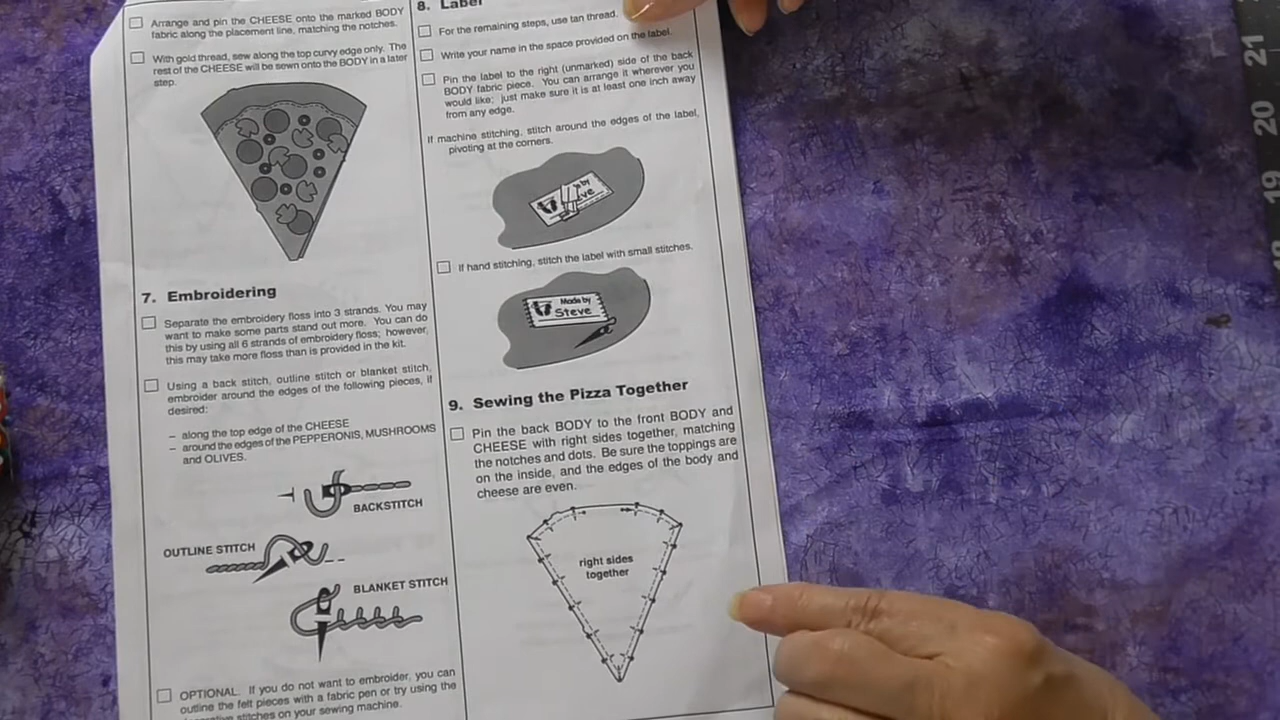 Arrange and pin the CHEESE onto the marked BODY
fabric along the placement line, matching the notches.
With gold thread, sew along the top curvy edge only. The
rest of the CHEESE will be sewn onto the BODY in a later
step.
7. Embroidering
Separate the embroidery floss into 3 strands. You may
want to make some parts stand out more. You can do
this by using all 6 strands of embroidery floss; however,
this may take more floss than is provided in the kit.
Using a back stitch, outline stitch or blanket stitch,
embroider around the edges of the following pieces, if
desired:
– along the top edge of the CHEESE
– around the edges of the PEPPERONIS, MUSHROOMS
and OLIVES.
BACKSTITCH
OUTLINE STITCH
BLANKET STITCH
OPTIONAL. If you do not want to embroider, you can
outline the felt pieces with a fabric pen or try using the
stitches on your sewing machine.
8. Label
For the remaining steps, use tan thread.
Write your name in the space provided on the label.
Pin the label to the right (unmarked) side of the back
BODY fabric piece. You can arrange it wherever you
would like; just make sure it is at least one inch away
from any edge.
If machine stitching, stitch around the edges of the label,
pivoting at the corners.
If hand stitching, stitch the label with small stitches.
Made by
Steve
9. Sewing the Pizza Together
Pin the back BODY to the front BODY and
CHEESE with right sides together, matching
the notches and dots. Be sure the toppings are
on the inside, and the edges of the body and
cheese are even.
right sides
together
21
20
19